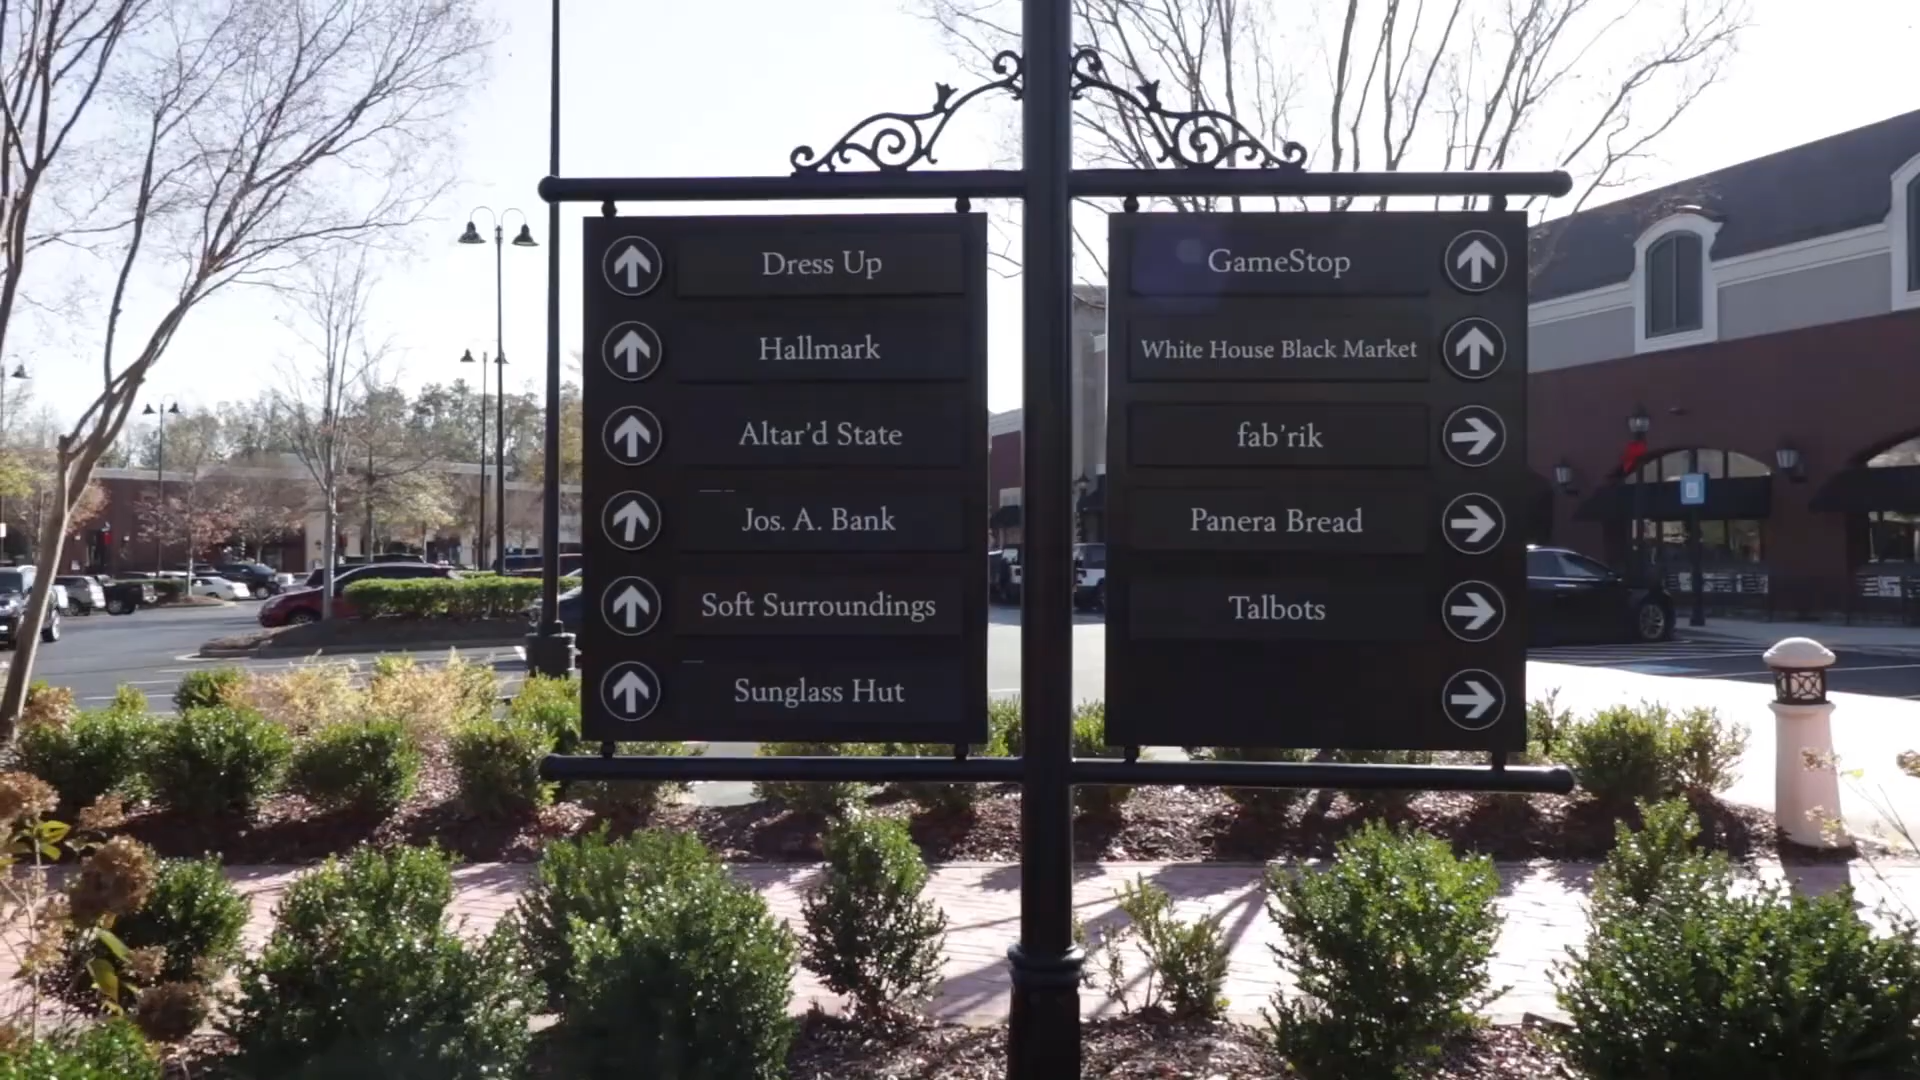 Dress Up
Hallmark
Altar'd State
Jos. A. Bank
Soft Surroundings
Sunglass Hut
GameStop
White House Black Market
fab'rik
Panera Bread
Talbots